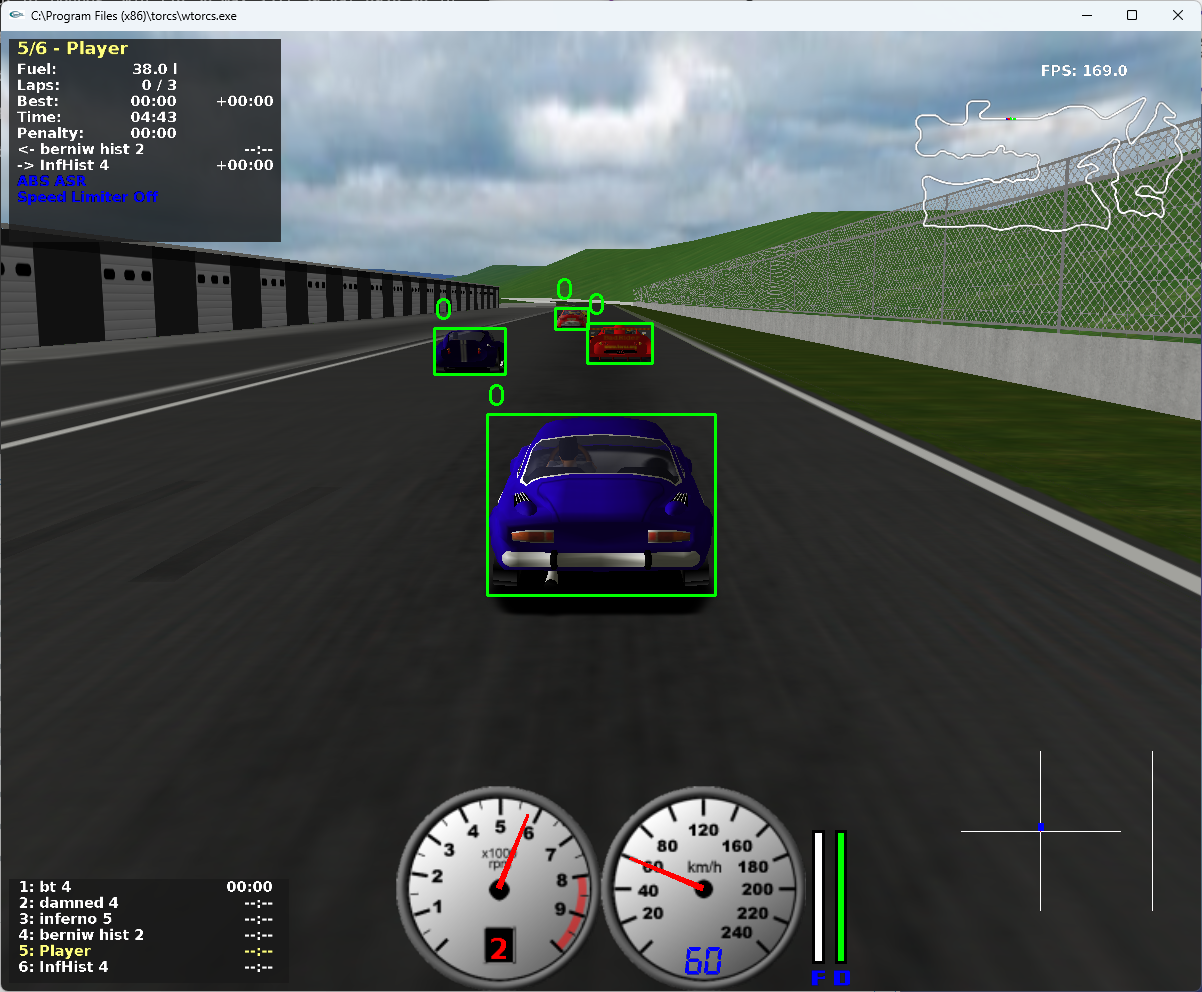 C:\Program Files (x86)\torcs\wtorcs.exe
5/6 - Player
FPS: 169.0
Fuel: 38.0 l
Laps: 0 / 3
Best: 00:00 +00:00
Time: 04:43
Penalty: 00:00
<- berniw hist 2 --:--
-> InfHist 4 +00:00
ABS ASR
Speed Limiter Off
0
0
0
0
1 2 3 4 5 6 7 8 9
x1000
rpm
2
20 40 60 80 120 160 180 200 220 240
km/h
60
F D
1: bt 4 00:00
2: damned 4 --:--
3: inferno 5 --:--
4: berniw hist 2 --:--
5: Player --:--
6: InfHist 4 --:--